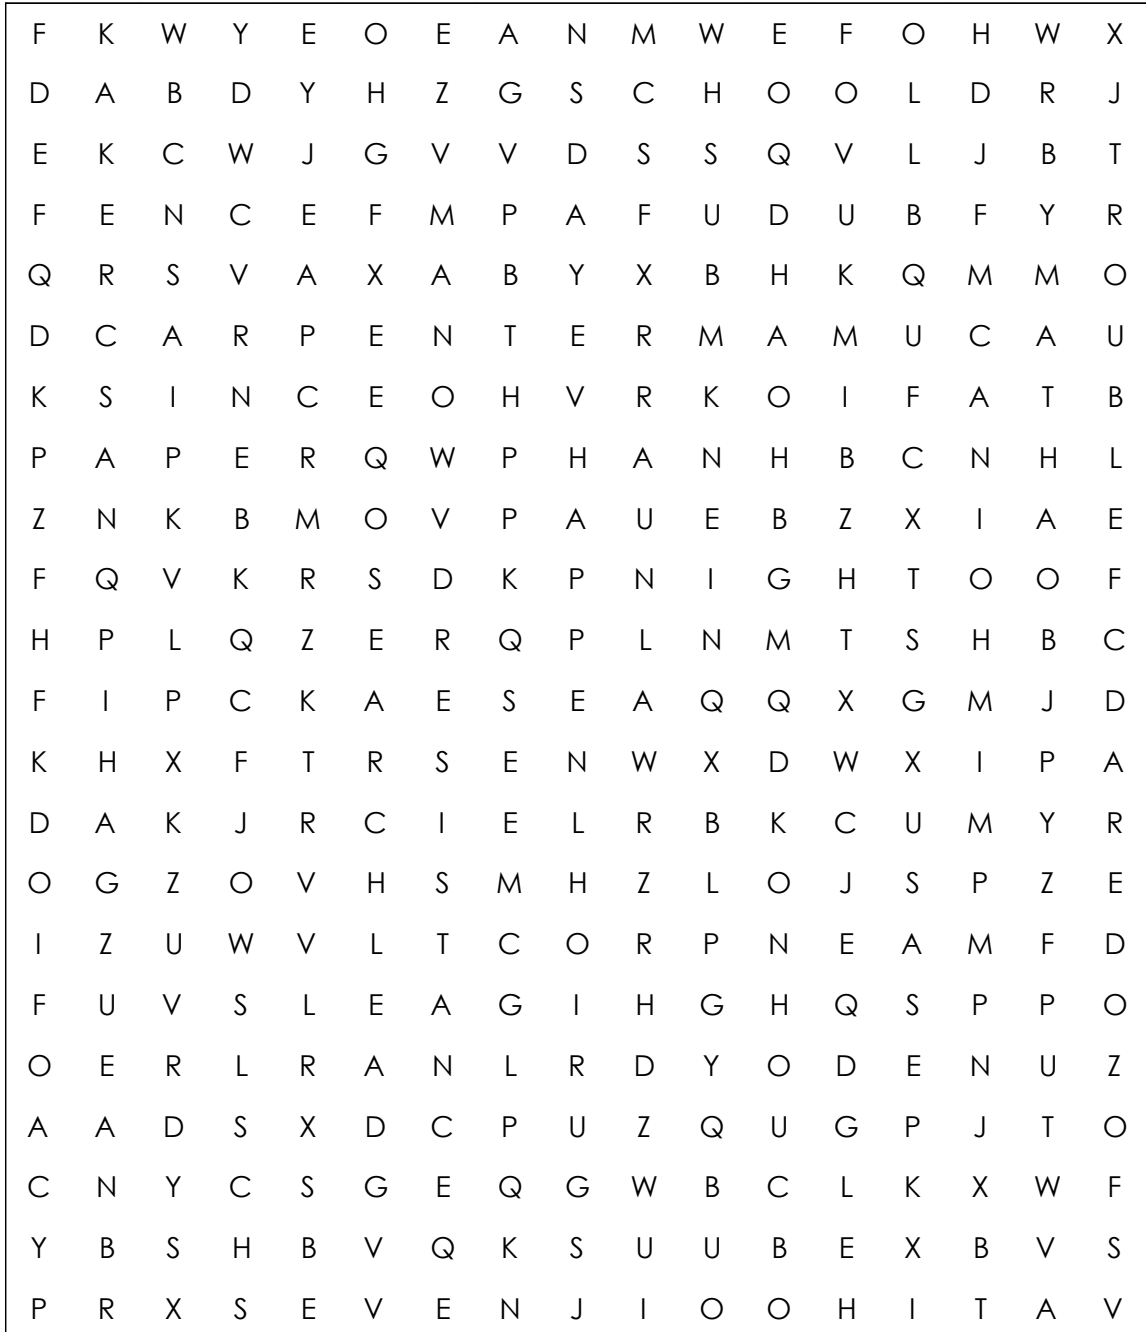 F K W Y E O E A N M W E F O H W X
D A B D Y H Z G S C H O O L D R J
E K C W J G V V D S S Q V L J B T
F E N C E F M P A F U D U B F Y R
Q R S V A X A B Y X B H K Q M M O
D C A R P E N T E R M A M U C A U
K S I N C E O H V R K O I F A T B
P A P E R Q W P H A N H B C N H L
Z N K B M O V P A U E B Z X I A E
F Q V K R S D K P N I G H T O O F
H P L Q Z E R Q P L N M T S H B C
F I P C K A E S E A Q Q X G M J D
K H X F T R S E N W X D W X I P A
D A K J R C I E L R B K C U M Y R
O G Z O V H S M H Z L O J S P Z E
I Z U W V L T C O R P N E A M F D
F U V S L E A G I H G H Q S P P O
O E R L R A N L R D Y O D E N U Z
A A D S X D C P U Z Q U G P J T O
C N Y C S G E Q G W B C L K X W F
Y B S H B V Q K S U U B E X B V S
P R X S E V E N J I O O H I T A V